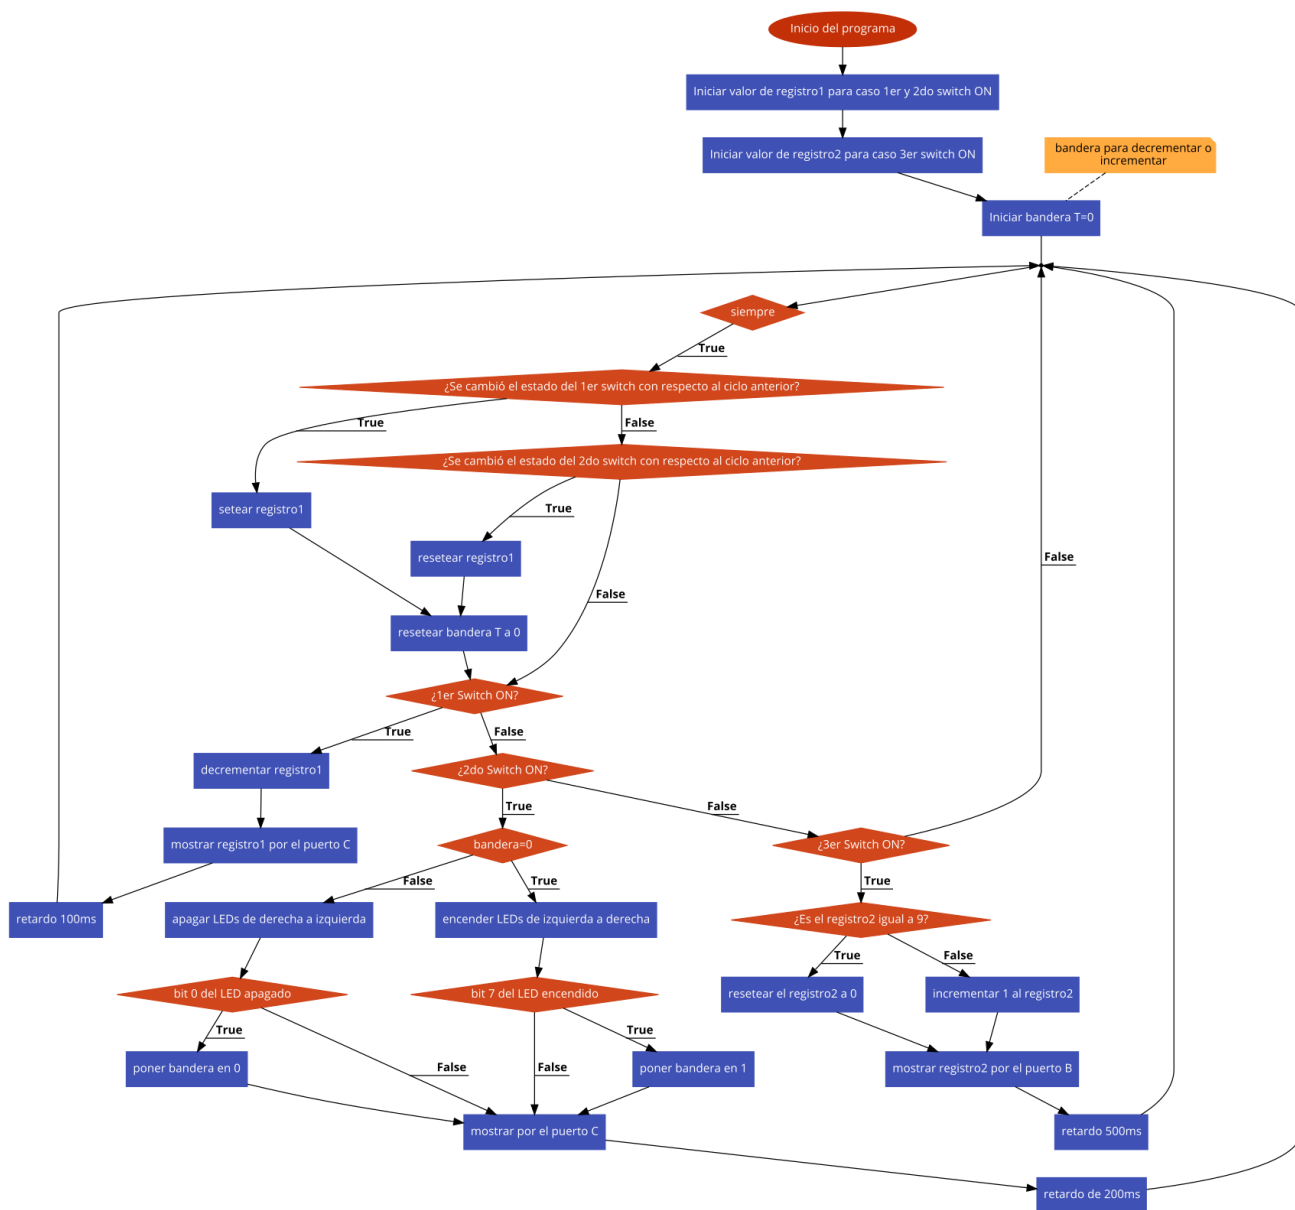 Inicio del programa
Iniciar valor de registro1 para caso 1er y 2do switch ON
Iniciar valor de registro2 para caso 3er switch ON
bandera para decrementar o
incrementar
Iniciar bandera T=0
siempre
True
¿Se cambió el estado del 1er switch con respecto al ciclo anterior?
True
False
¿Se cambió el estado del 2do switch con respecto al ciclo anterior?
setear registro1
True
resetear registro1
False
False
resetear bandera T a 0
¿1er Switch ON?
True
False
decrementar registro1
¿2do Switch ON?
True
False
mostrar registro1 por el puerto C
bandera=0
¿3er Switch ON?
False
True
True
retardo 100ms
apagar LEDs de derecha a izquierda
encender LEDs de izquierda a derecha
¿Es el registro2 igual a 9?
True
False
bit 0 del LED apagado
bit 7 del LED encendido
resetear el registro2 a 0
incrementar 1 al registro2
True
True
poner bandera en 0
False
False
poner bandera en 1
mostrar registro2 por el puerto B
mostrar por el puerto C
retardo 500ms
retardo de 200ms